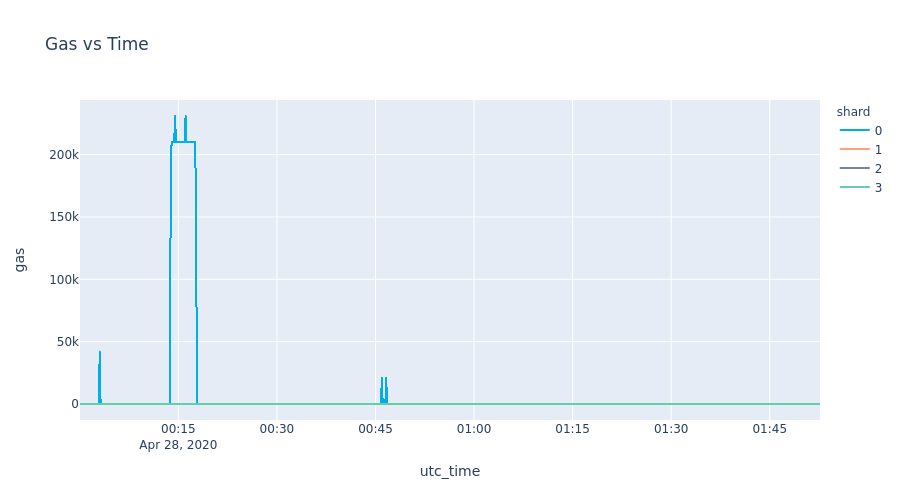 Gas vs Time
shard
0
1
2
3
200k
150k
100k
50k
0
gas
00:15
00:30
00:45
01:00
01:15
01:30
01:45
Apr 28, 2020
utc_time